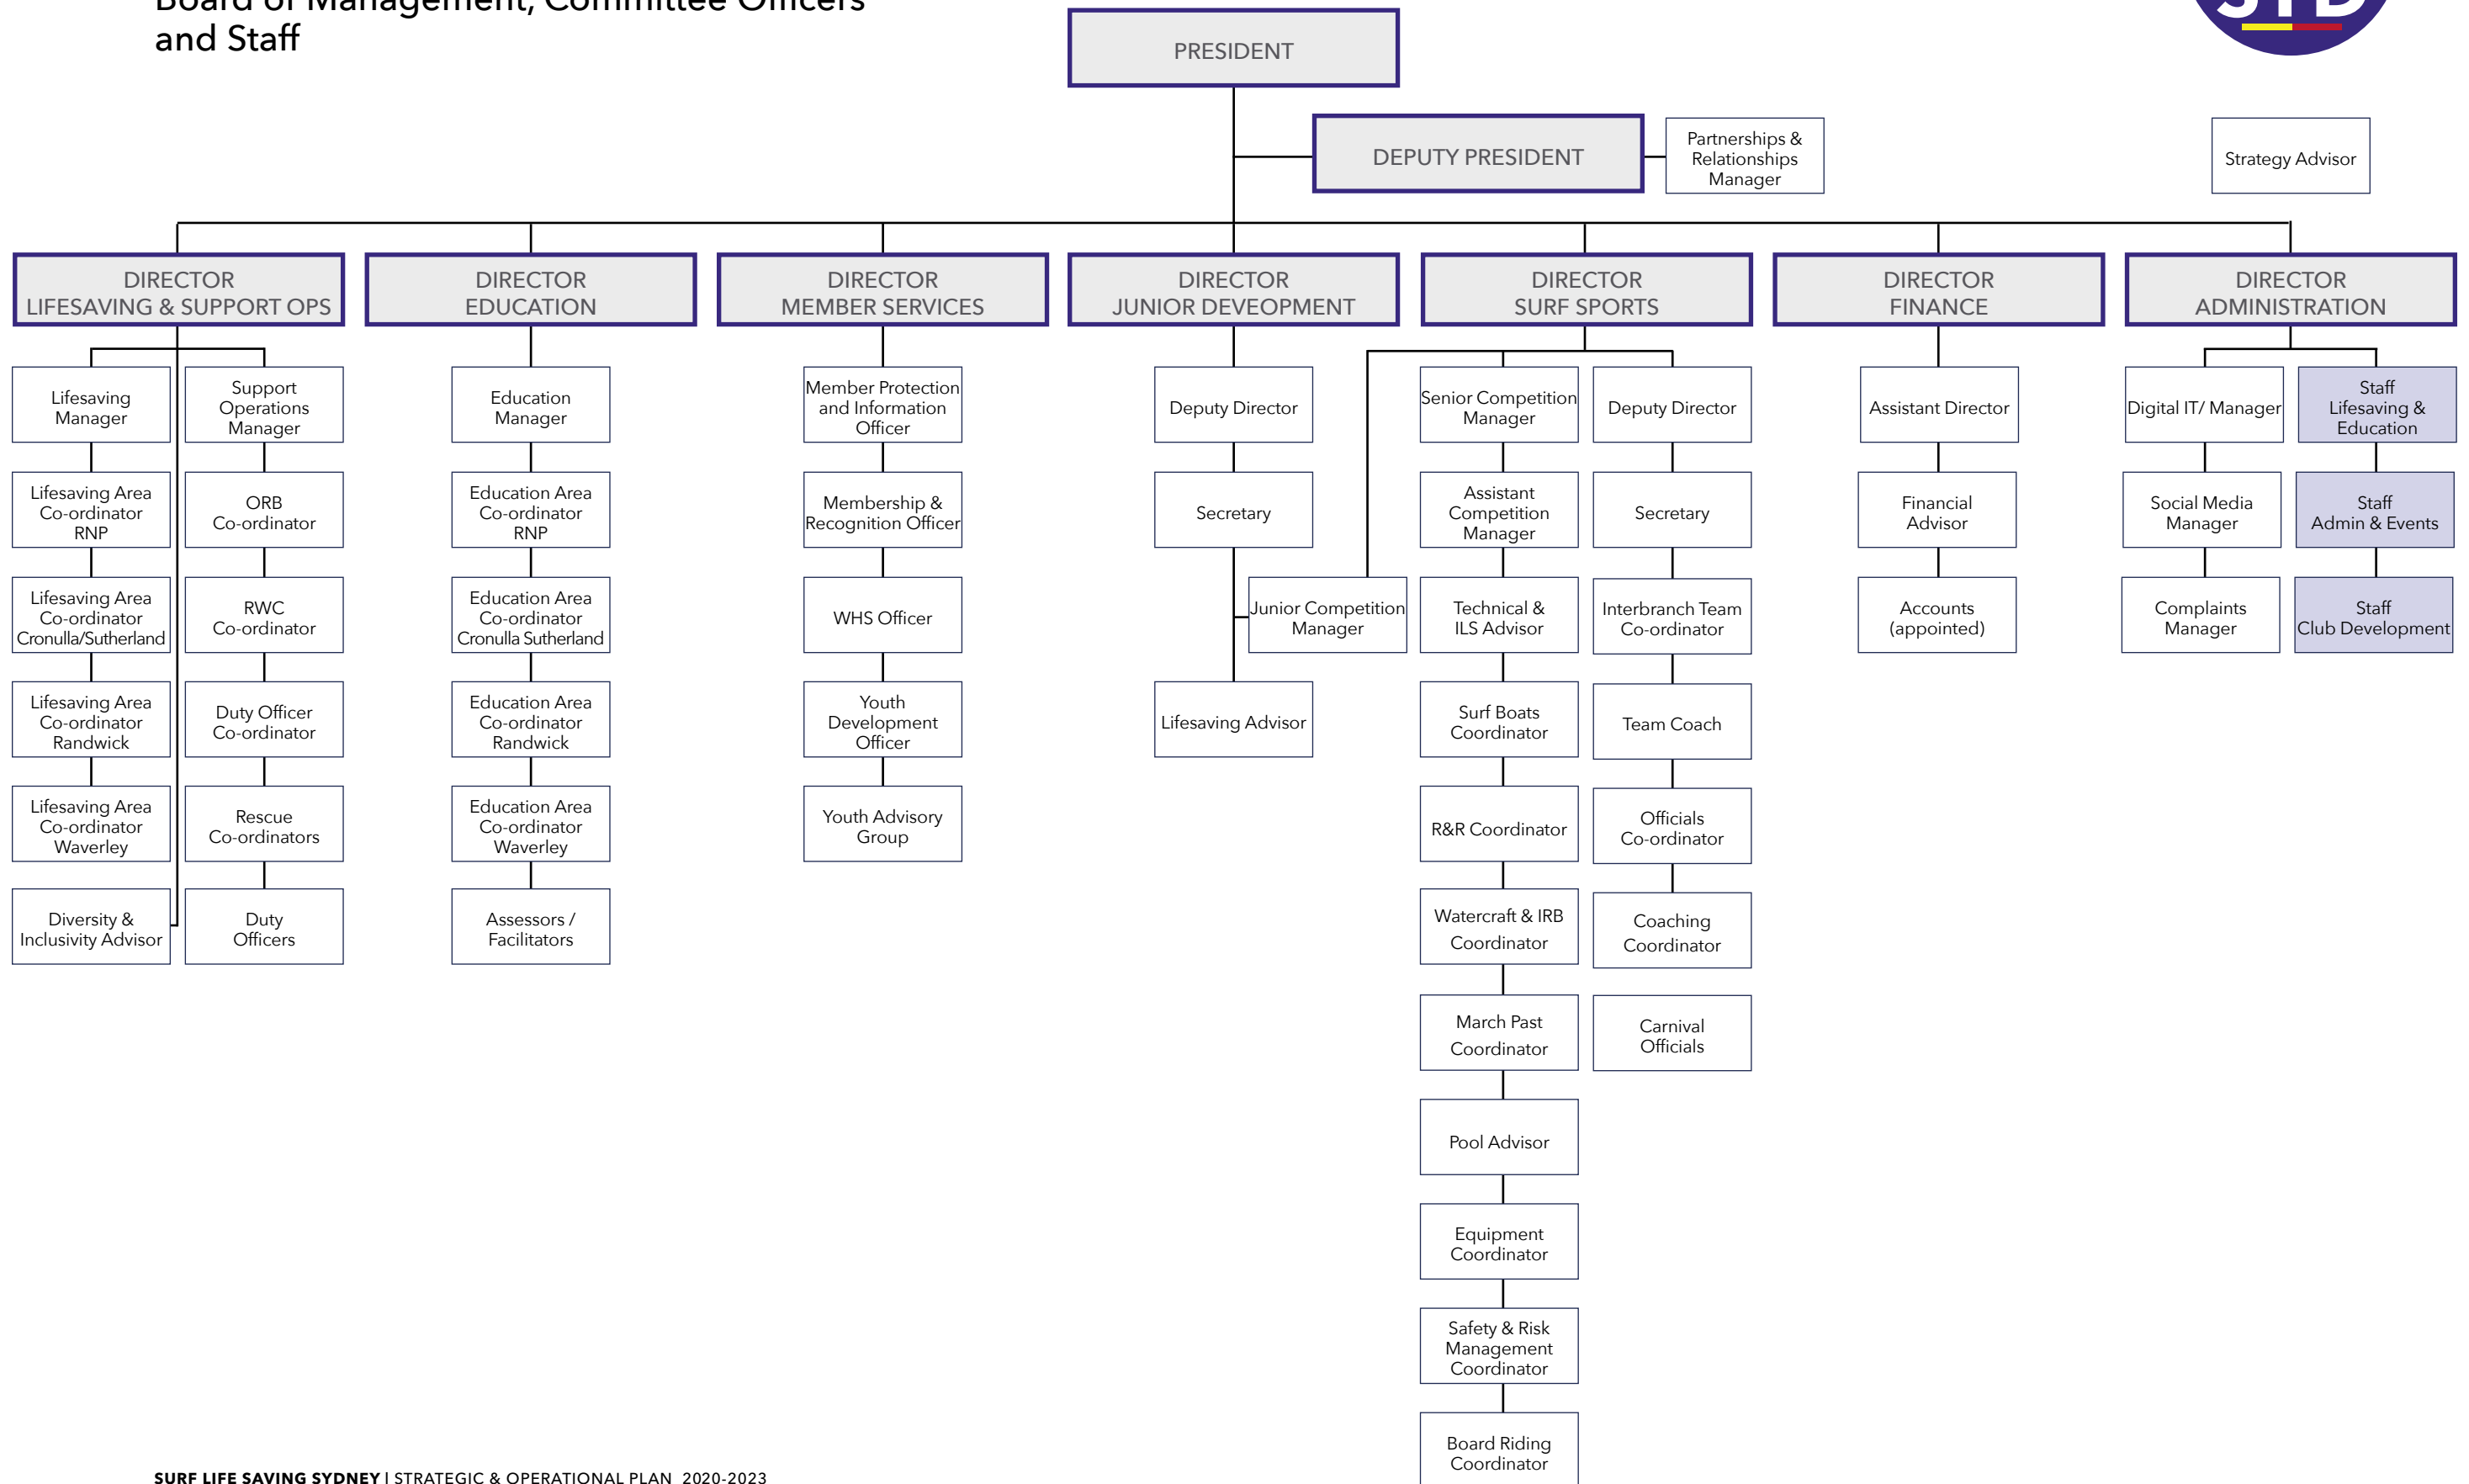 Board of Management, Committee Officers
and Staff
SYD
PRESIDENT
DEPUTY PRESIDENT
Partnerships &
Relationships
Manager
Strategy Advisor
DIRECTOR
LIFESAVING & SUPPORT OPS
DIRECTOR
EDUCATION
DIRECTOR
MEMBER SERVICES
DIRECTOR
JUNIOR DEVEOPMENT
DIRECTOR
SURF SPORTS
DIRECTOR
FINANCE
DIRECTOR
ADMINISTRATION
Lifesaving
Manager
Lifesaving Area
Co-ordinator
RNP
Lifesaving Area
Co-ordinator
Cronulla/Sutherland
Lifesaving Area
Co-ordinator
Randwick
Lifesaving Area
Co-ordinator
Waverley
Diversity &
Inclusivity Advisor
Support
Operations
Manager
ORB
Co-ordinator
RWC
Co-ordinator
Duty Officer
Co-ordinator
Rescue
Co-ordinators
Duty
Officers
Education
Manager
Education Area
Co-ordinator
RNP
Education Area
Co-ordinator
Cronulla Sutherland
Education Area
Co-ordinator
Randwick
Education Area
Co-ordinator
Waverley
Assessors /
Facilitators
Member Protection
and Information
Officer
Membership &
Recognition Officer
WHS Officer
Youth
Development
Officer
Youth Advisory
Group
Deputy Director
Secretary
Junior Competition
Manager
Lifesaving Advisor
Senior Competition
Manager
Assistant
Competition
Manager
Technical &
ILS Advisor
Surf Boats
Coordinator
R&R Coordinator
Watercraft & IRB
Coordinator
March Past
Coordinator
Pool Advisor
Equipment
Coordinator
Safety & Risk
Management
Coordinator
Board Riding
Coordinator
Deputy Director
Secretary
Interbranch Team
Co-ordinator
Team Coach
Officials
Co-ordinator
Coaching
Coordinator
Carnival
Officials
Assistant Director
Financial
Advisor
Accounts
(appointed)
Digital IT/ Manager
Social Media
Manager
Complaints
Manager
Staff
Lifesaving &
Education
Staff
Admin & Events
Staff
Club Development
SURF LIFE SAVING SYDNEY | STRATEGIC & OPERATIONAL PLAN 2020-2023